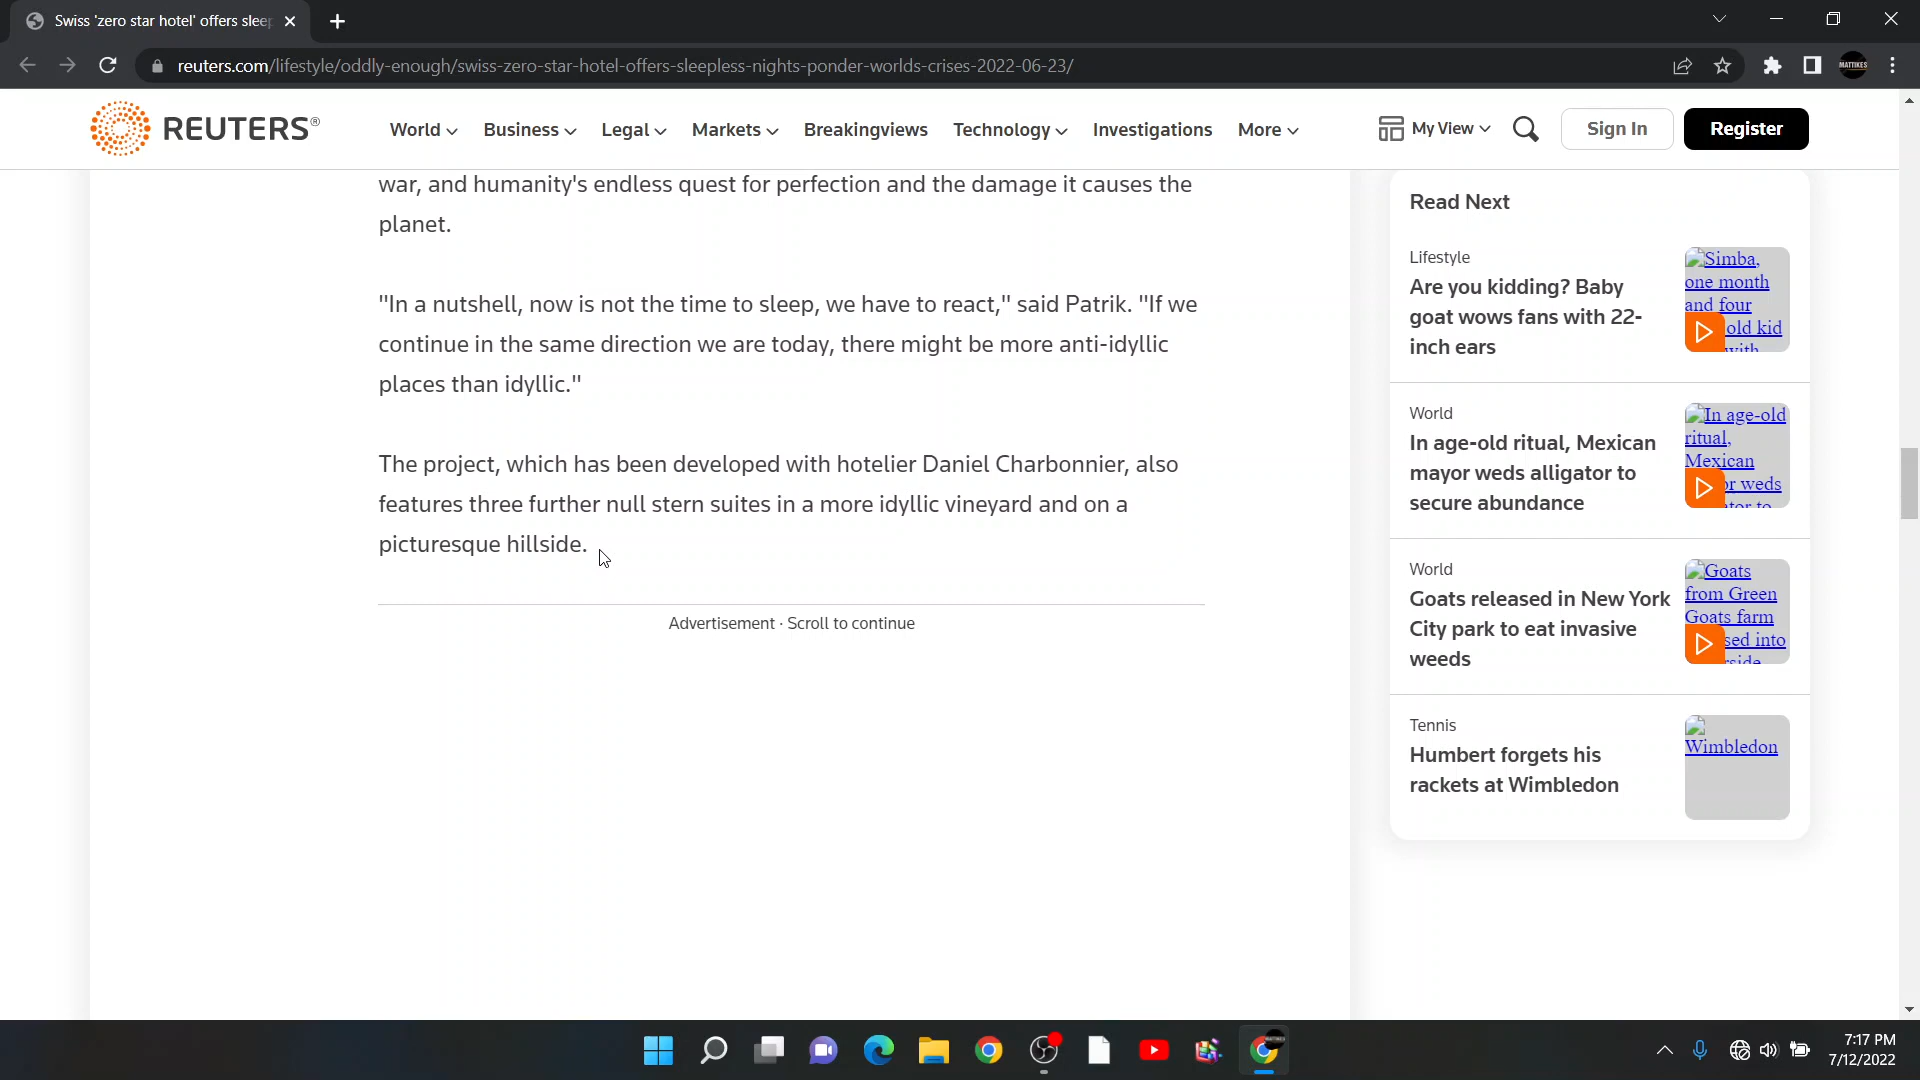 Swiss 'zero star hotel' offers sleep
reuters.com/lifestyle/oddly-enough/swiss-zero-star-hotel-offers-sleepless-nights-ponder-worlds-crises-2022-06-23/
MATTIKES
REUTERS®
World
Business
Legal
Markets
Breakingviews
Technology
Investigations
More
My View
Sign In
Register
war, and humanity's endless quest for perfection and the damage it causes the
planet.
"In a nutshell, now is not the time to sleep, we have to react," said Patrik. "If we
continue in the same direction we are today, there might be more anti-idyllic
places than idyllic."
The project, which has been developed with hotelier Daniel Charbonnier, also
features three further null stern suites in a more idyllic vineyard and on a
picturesque hillside.
Advertisement · Scroll to continue
Read Next
Lifestyle
Are you kidding? Baby
goat wows fans with 22-
inch ears
Simba,
one month
and four
old kid
with
World
In age-old ritual, Mexican
mayor weds alligator to
secure abundance
In age-old
ritual,
Mexican
r weds
tor to
World
Goats released in New York
City park to eat invasive
weeds
Goats
from Green
Goats farm
sed into
rside
Tennis
Humbert forgets his
rackets at Wimbledon
Wimbledon
7:17 PM
7/12/2022